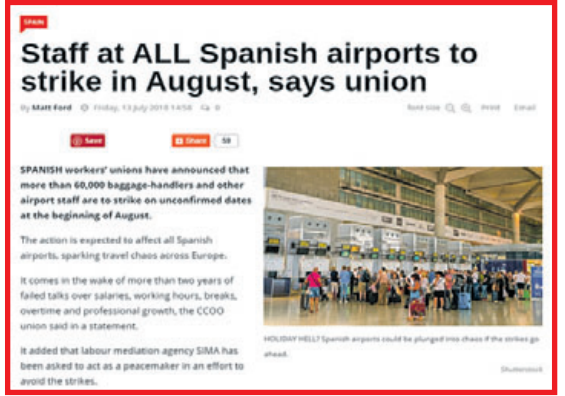 SPAIN
Staff at ALL Spanish airports to
strike in August, says union
By Matt Ford Friday, 13 July 2018 14:56 0
font size Print Email
Save
Share 59
SPANISH workers' unions have announced that
more than 60,000 baggage-handlers and other
airport staff are to strike on unconfirmed dates
at the beginning of August.
The action is expected to affect all Spanish
airports, sparking travel chaos across Europe.
It comes in the wake of more than two years of
failed talks over salaries, working hours, breaks,
overtime and professional growth, the CCOO
union said in a statement.
It added that labour mediation agency SIMA has
been asked to act as a peacemaker in an effort to
avoid the strikes.
HOLIDAY HELL? Spanish airports could be plunged into chaos if the strikes go
ahead.
Shutterstock